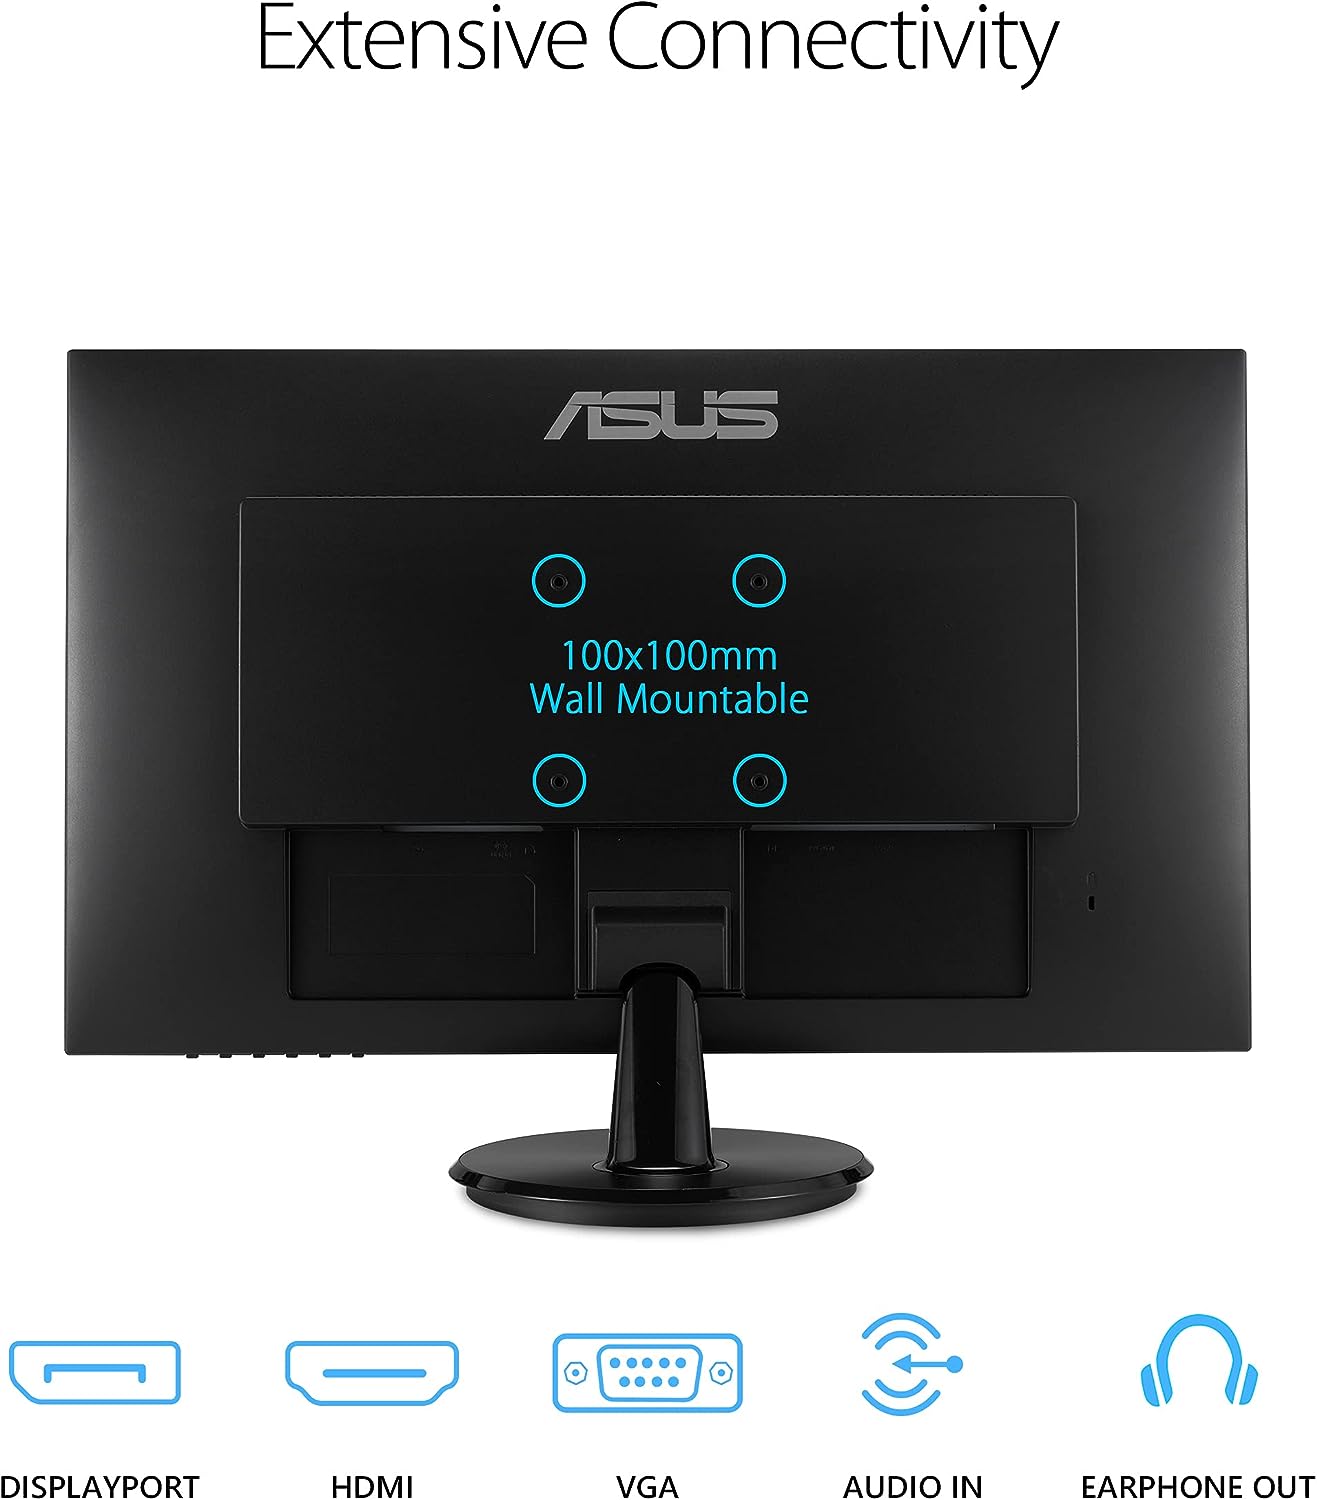 Extensive Connectivity
ASUS
100x100mm
Wall Mountable
DISPLAYPORT
HDMI
VGA
AUDIO IN
EARPHONE OUT